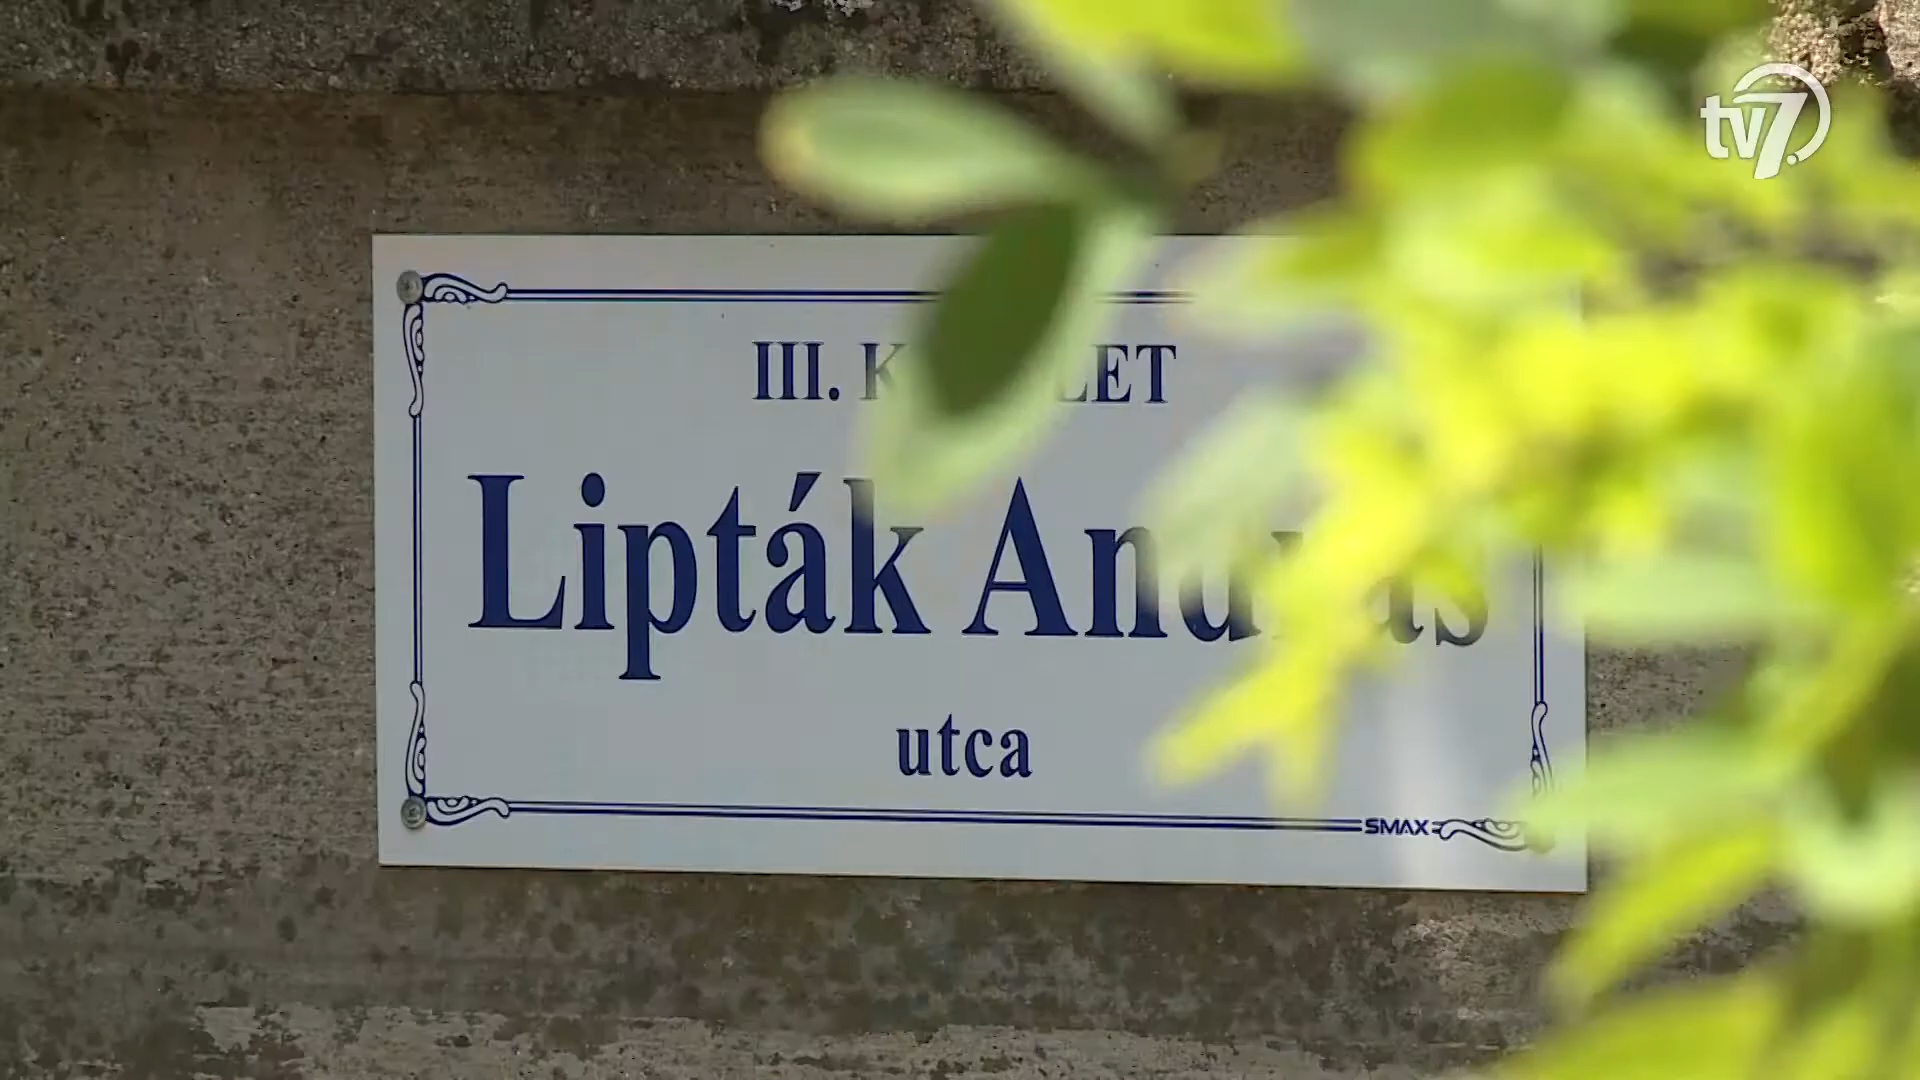 tv7
III. KERÜLET
Lipták András
utca
SMAX